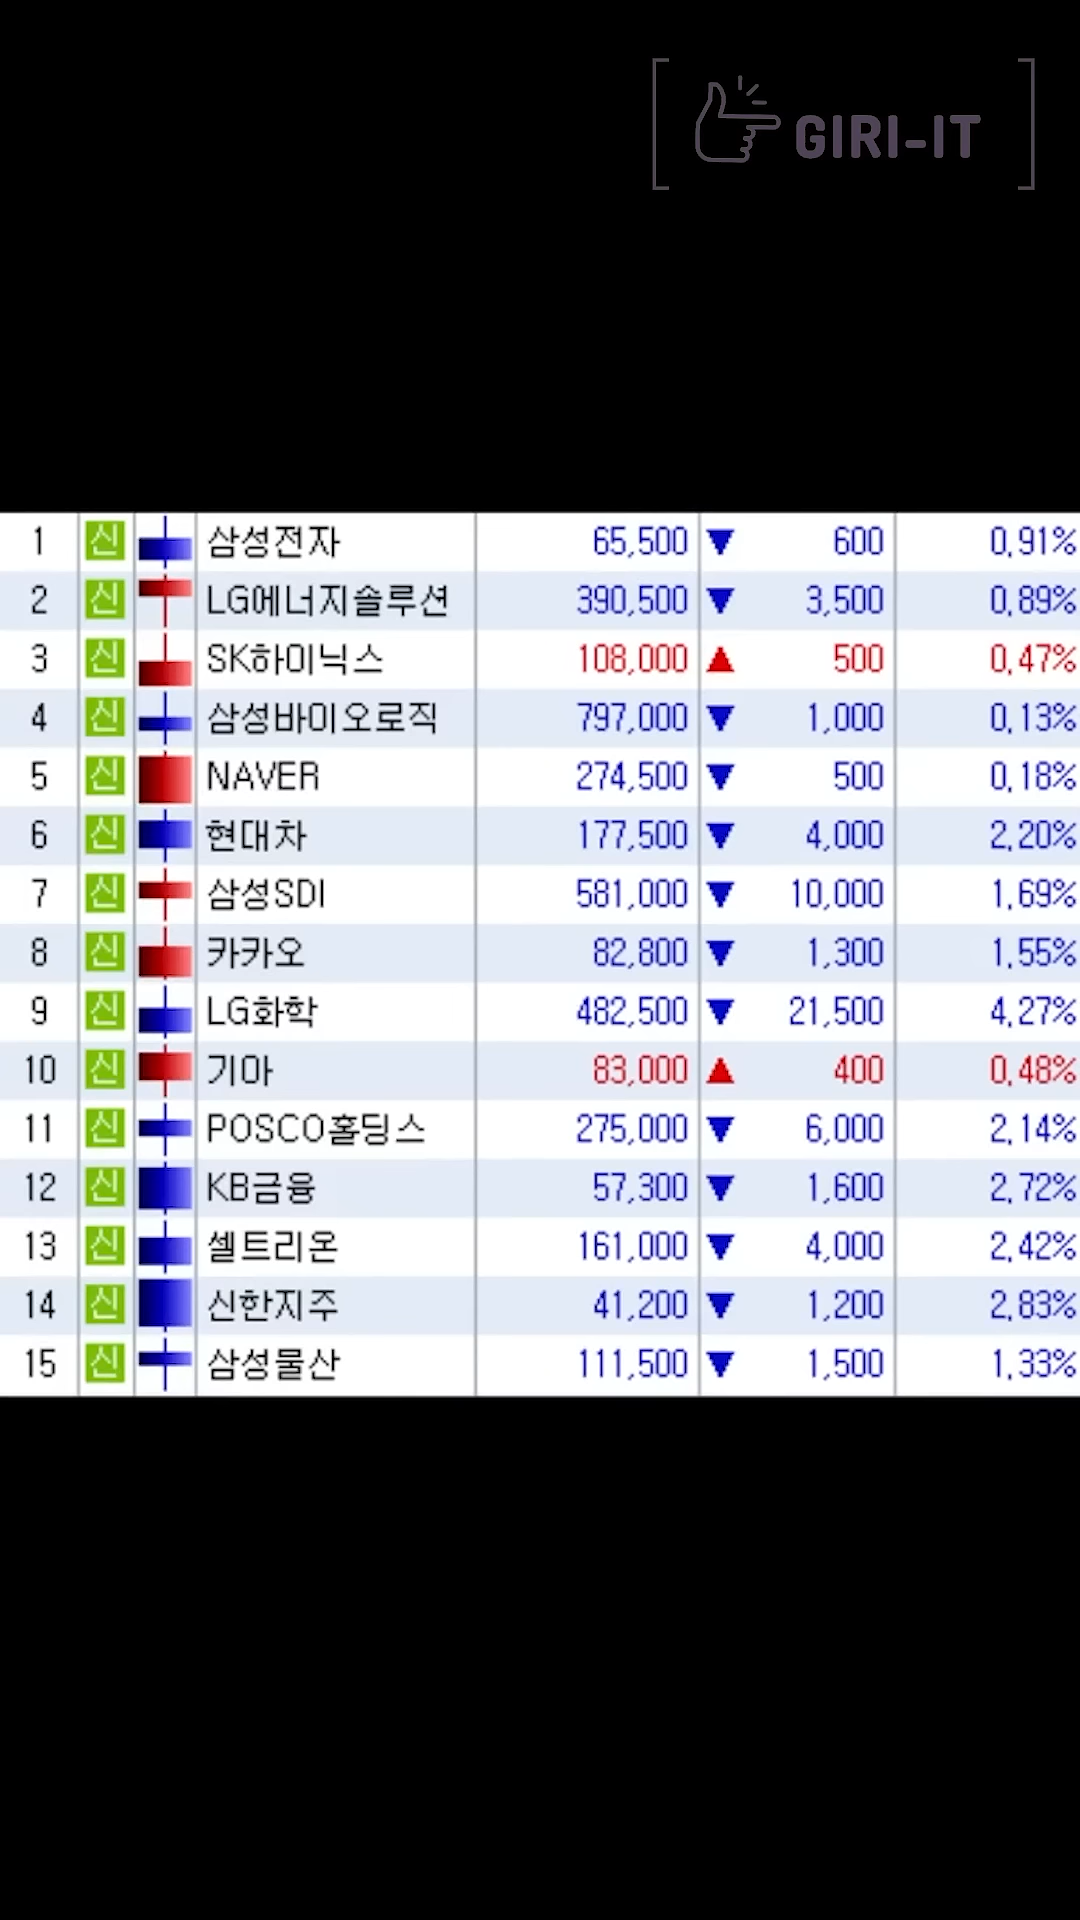 GIRI-IT
1 신 삼성전자 65,500 ▼ 600 0.91%
2 신 LG에너지솔루션 390,500 ▼ 3,500 0.89%
3 신 SK하이닉스 108,000 ▲ 500 0.47%
4 신 삼성바이오로직 797,000 ▼ 1,000 0.13%
5 신 NAVER 274,500 ▼ 500 0.18%
6 신 현대차 177,500 ▼ 4,000 2.20%
7 신 삼성SDI 581,000 ▼ 10,000 1.69%
8 신 카카오 82,800 ▼ 1,300 1.55%
9 신 LG화학 482,500 ▼ 21,500 4.27%
10 신 기아 83,000 ▲ 400 0.48%
11 신 POSCO홀딩스 275,000 ▼ 6,000 2.14%
12 신 KB금융 57,300 ▼ 1,600 2.72%
13 신 셀트리온 161,000 ▼ 4,000 2.42%
14 신 신한지주 41,200 ▼ 1,200 2.83%
15 신 삼성물산 111,500 ▼ 1,500 1.33%